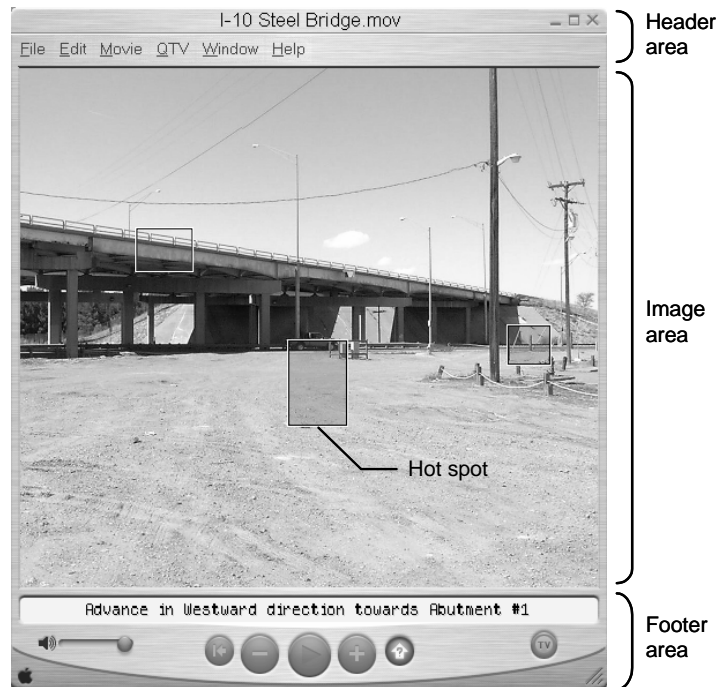 I-10 Steel Bridge.mov
File Edit Movie QTV Window Help
Header
area
Image
area
Hot spot
Advance in Westward direction towards Abutment #1
Footer
area
TV